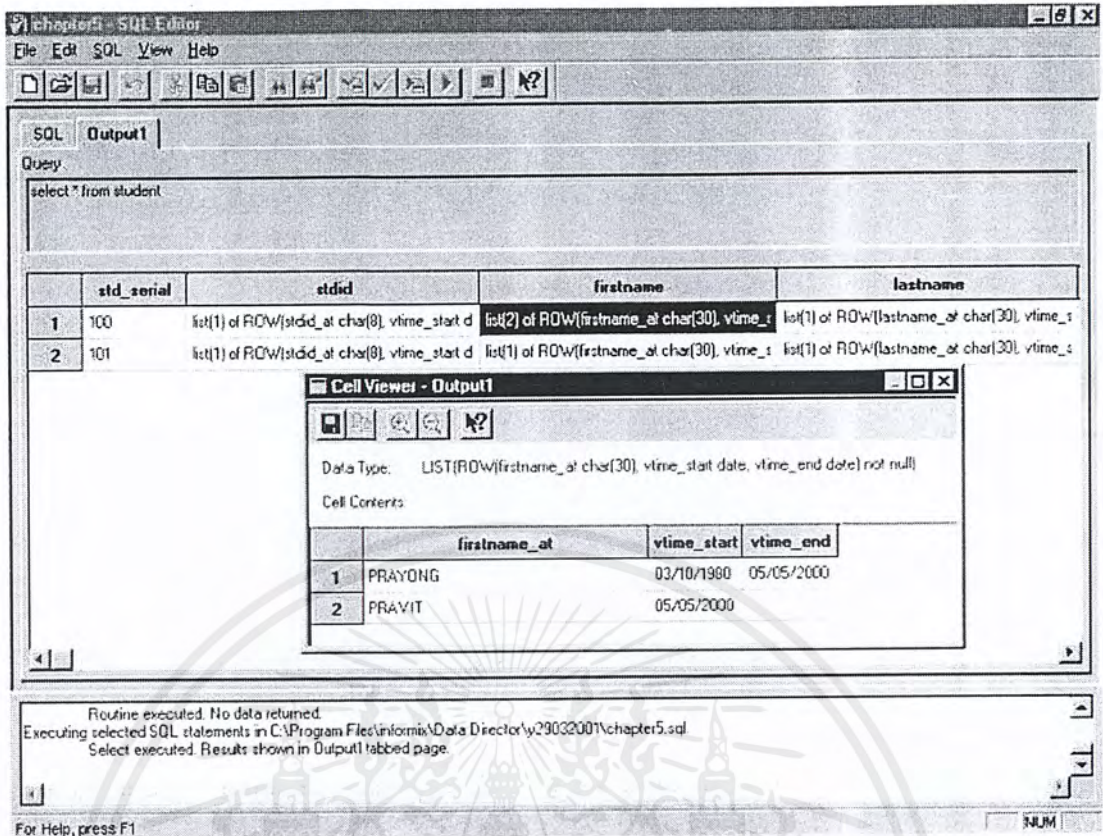 chapter5 - SQL Editor
File Edit SQL View Help
SQL Output1
Query
select * from student
std_serial stdid firstname lastname
1 100 list(1) of ROW(stdid_at char(8), vtime_start d list(2) of ROW(firstname_at char(30), vtime_s list(1) of ROW(lastname_at char(30), vtime_s
2 101 list(1) of ROW(stdid_at char(8), vtime_start d list(1) of ROW(firstname_at char(30), vtime_s list(1) of ROW(lastname_at char(30), vtime_s
Cell Viewer - Output1
Data Type: LIST(ROW(firstname_at char(30), vtime_start date, vtime_end date) not null)
Cell Contents
firstname_at vtime_start vtime_end
1 PRAYONG 03/10/1980 05/05/2000
2 PRAVIT 05/05/2000
Routine executed. No data returned.
Executing selected SQL statements in C:\Program Files\informix\Data Director\y29032001\chapter5.sql
Select executed. Results shown in Output1 tabbed page.
For Help, press F1
NUM